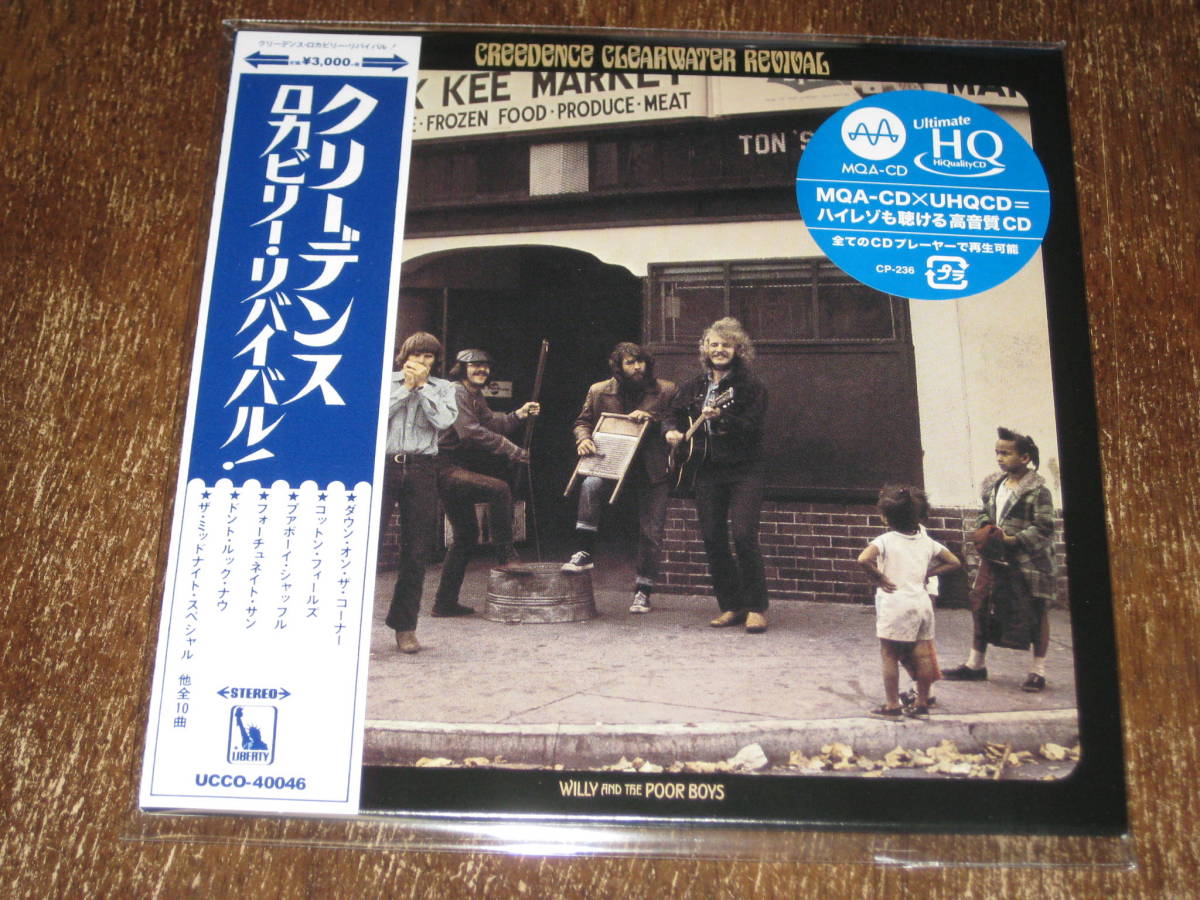 クリーデンス・ロカビリー・リバイバル!
¥3,000
クリーデンス
ロカビリー・リバイバル!
★ダウン・オン・ザ・コーナー
★コットン・フィールズ
★プアボーイ・シャッフル
★フォーチュネイト・サン
★ドント・ルック・ナウ
★ザ・ミッドナイト・スペシャル 他全10曲
STEREO
LIBERTY
UCCO-40046
CREEDENCE CLEARWATER REVIVAL
KEE MARKET
FROZEN FOOD·PRODUCE·MEAT
TON'S
MQA-CD
Ultimate
HQ
HiQualityCD
MQA-CD×UHQCD=
ハイレゾも聴ける高音質CD
全てのCDプレーヤーで再生可能
CP-236
プラ
WILLY AND THE POOR BOYS